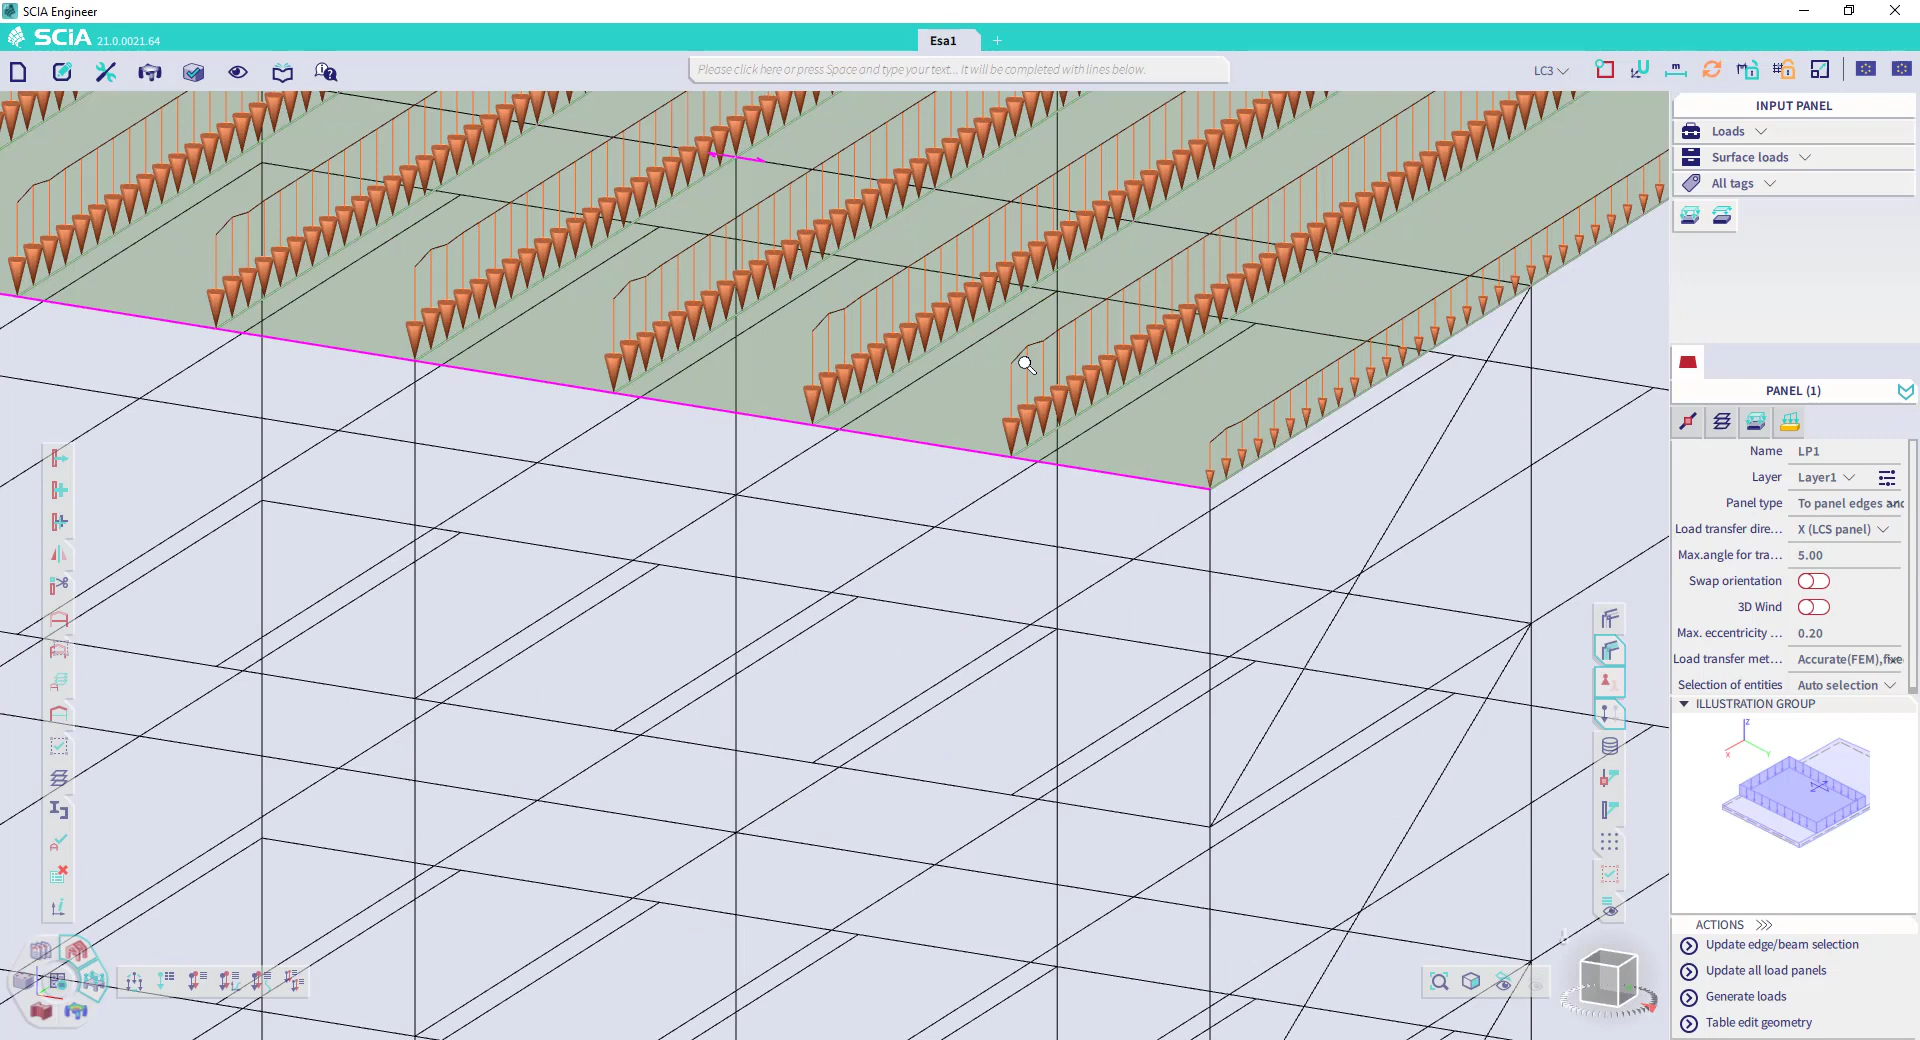 SCIA Engineer
SCiA 21.0.0021.64
Esa1
Please click here or press Space and type your text... It will be completed with lines below.
LC3
INPUT PANEL
Loads
Surface loads
All tags
PANEL (1)
Name LP1
Layer Layer1
Panel type To panel edges and
Load transfer dire... X (LCS panel)
Max.angle for tra... 5.00
Swap orientation
3D Wind
Max. eccentricity ... 0.20
Load transfer met... Accurate(FEM),fixe
Selection of entities Auto selection
ILLUSTRATION GROUP
Z
X
Y
ACTIONS >>>
Update edge/beam selection
Update all load panels
Generate loads
Table edit geometry